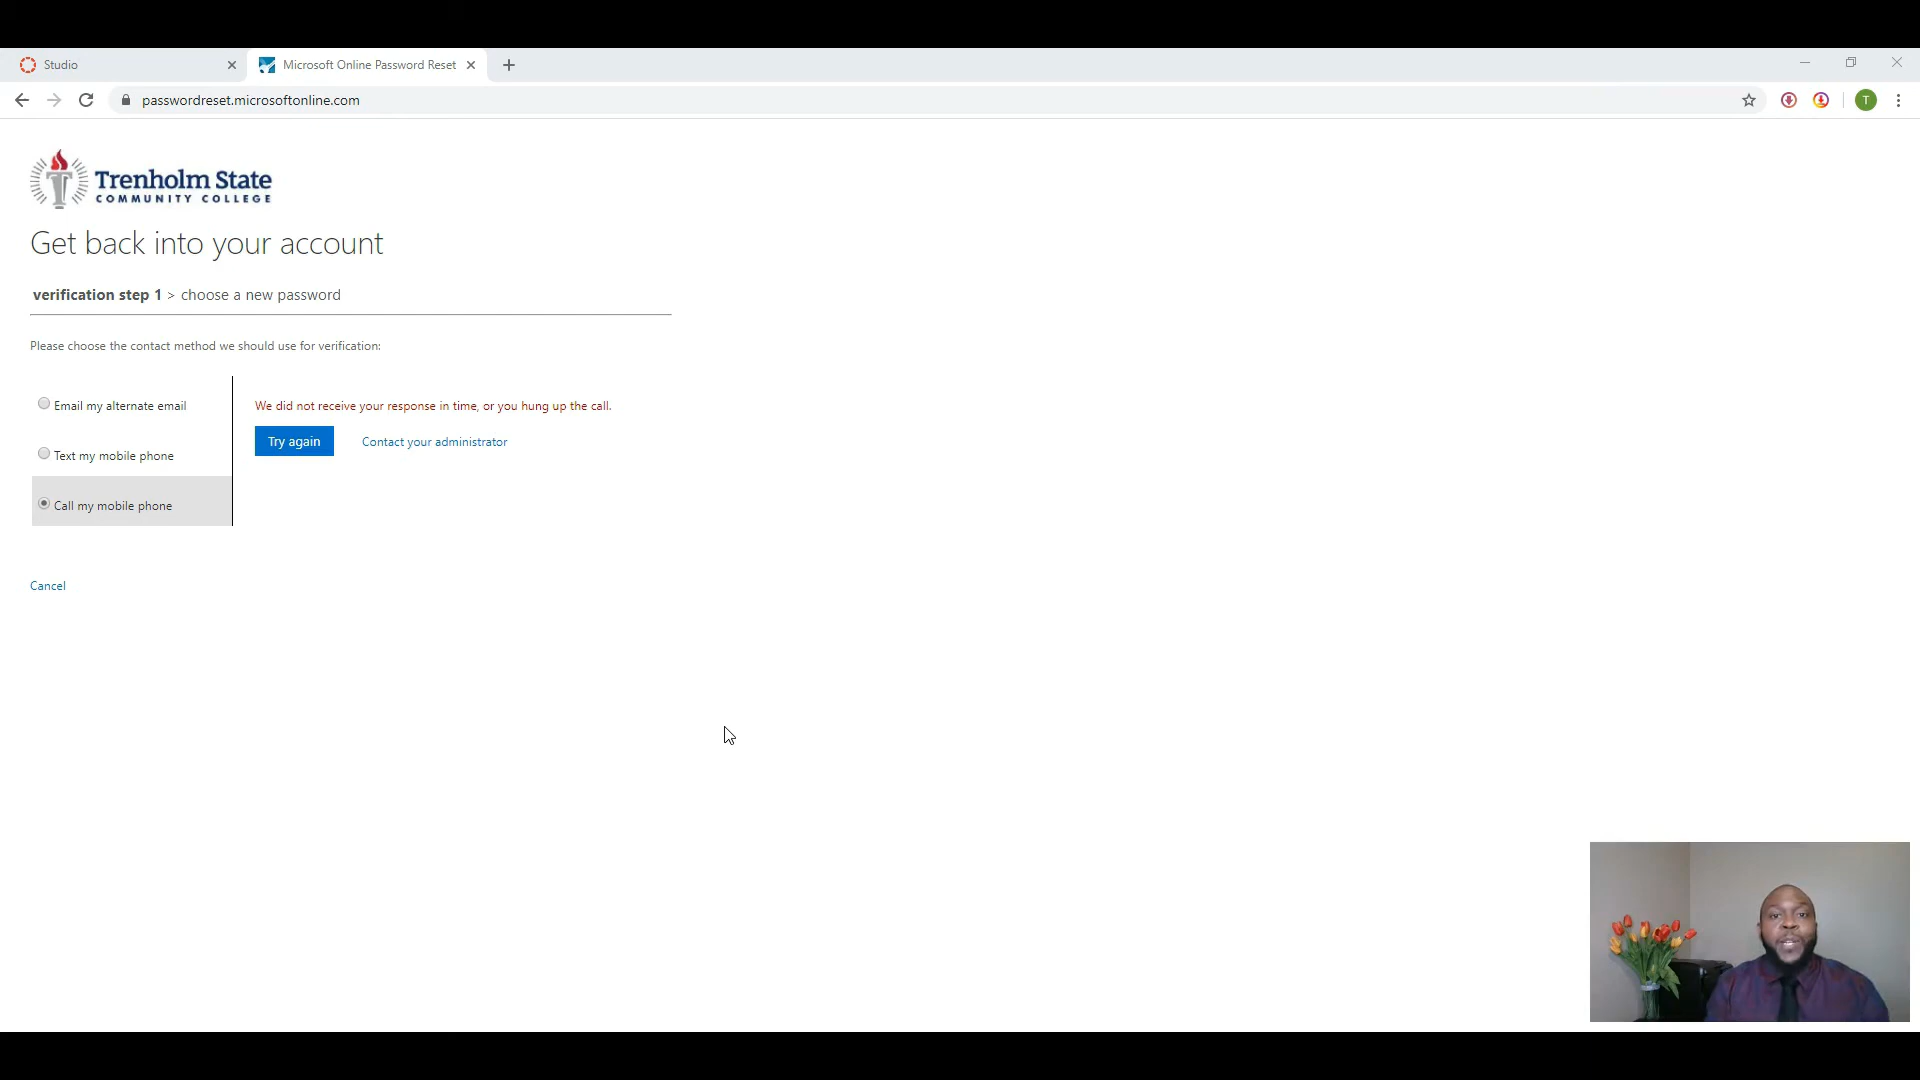 Studio
Microsoft Online Password Reset
passwordreset.microsoftonline.com
T
Trenholm State
COMMUNITY COLLEGE
Get back into your account
verification step 1 > choose a new password
Please choose the contact method we should use for verification:
Email my alternate email
We did not receive your response in time, or you hung up the call.
Try again
Contact your administrator
Text my mobile phone
Call my mobile phone
Cancel